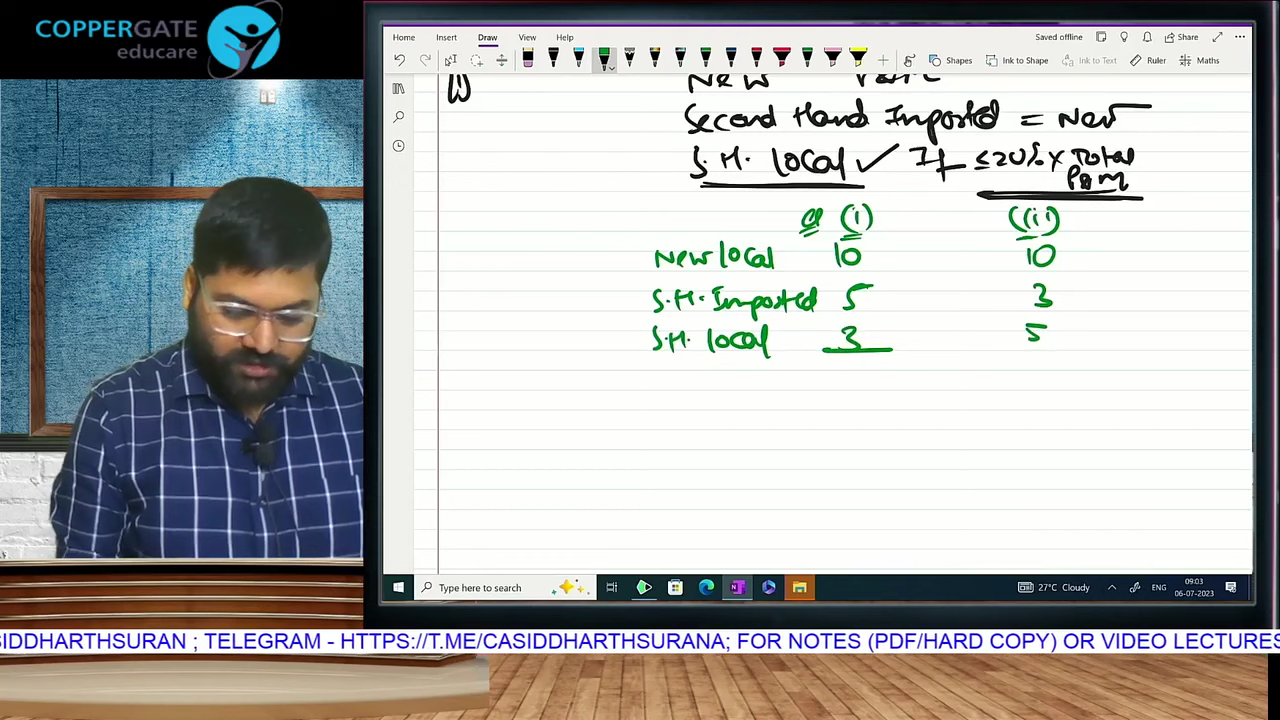 COPPERGATE
educare
Home Insert Draw View Help
Saved offline
Share
Shapes
Ink to Shape
Ink to Text
Ruler
Maths
New
Second Hand Imported = New
S.H. local ✓ If ≤20% x Total
P&M
(i) (ii)
New local 10 10
S.H. Imported 5 3
S.H. local 3 5
Type here to search
27°C Cloudy
ENG
09:03
06-07-2023
SIDDHARTHSURAN ; TELEGRAM - HTTPS://T.ME/CASIDDHARTHSURANA; FOR NOTES (PDF/HARD COPY) OR VIDEO LECTURES